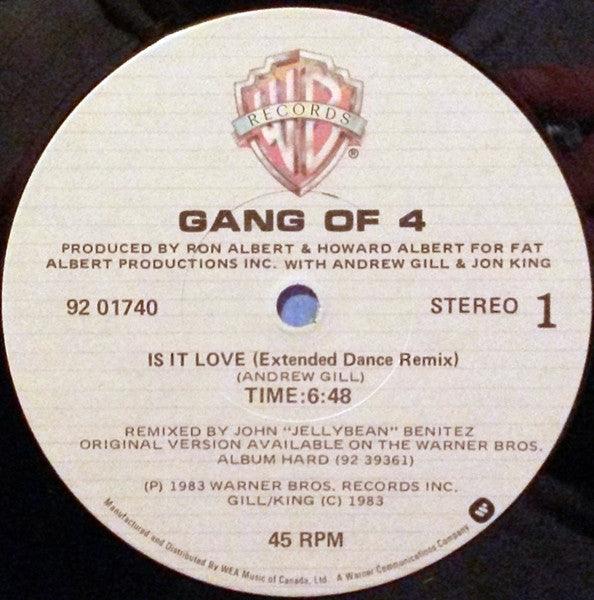 WB
RECORDS
®
GANG OF 4
PRODUCED BY RON ALBERT & HOWARD ALBERT FOR FAT
ALBERT PRODUCTIONS INC. WITH ANDREW GILL & JON KING
92 01740
STEREO 1
IS IT LOVE (Extended Dance Remix)
(ANDREW GILL)
TIME:6:48
REMIXED BY JOHN "JELLYBEAN" BENITEZ
ORIGINAL VERSION AVAILABLE ON THE WARNER BROS.
ALBUM HARD (92 39361)
(P) 1983 WARNER BROS. RECORDS INC.
GILL/KING (C) 1983
45 RPM
Manufactured and Distributed By WEA Music of Canada, Ltd. A Warner Communications Company